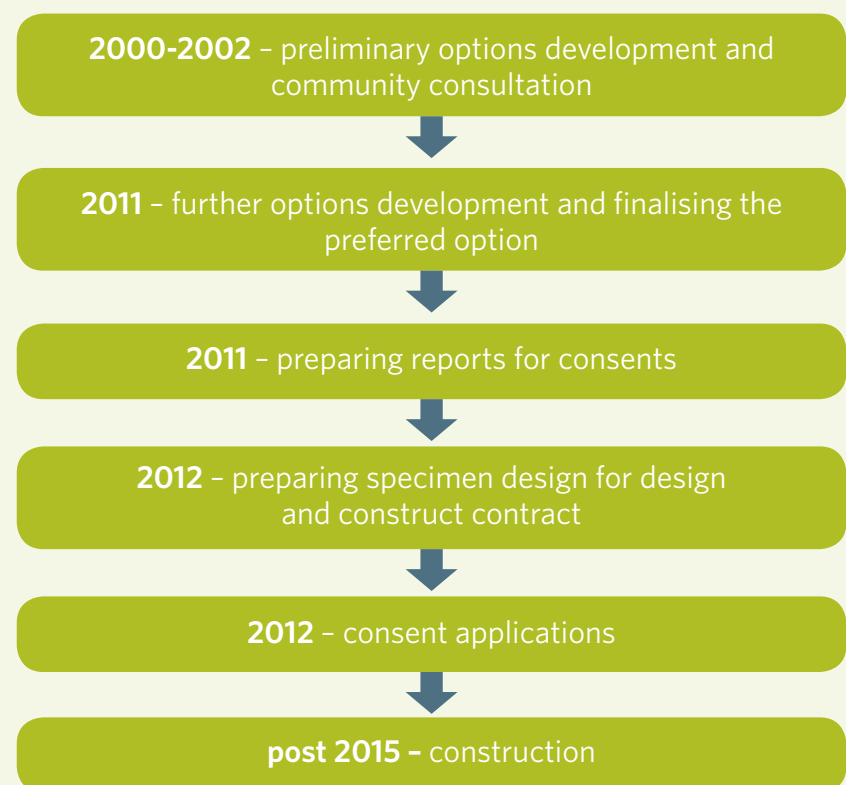 2000-2002 – preliminary options development and
community consultation
2011 – further options development and finalising the
preferred option
2011 – preparing reports for consents
2012 – preparing specimen design for design
and construct contract
2012 – consent applications
post 2015 – construction